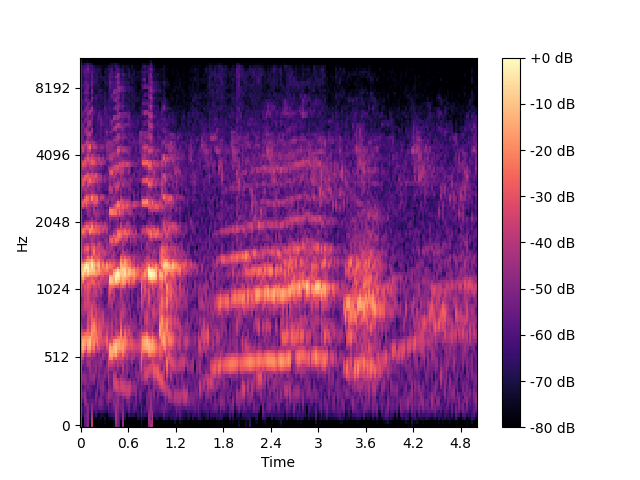 +0 dB
8192
-10 dB
4096
-20 dB
-30 dB
2048
Hz
-40 dB
1024
-50 dB
-60 dB
512
-70 dB
0
-80 dB
0 0.6 1.2 1.8 2.4 3 3.6 4.2 4.8
Time